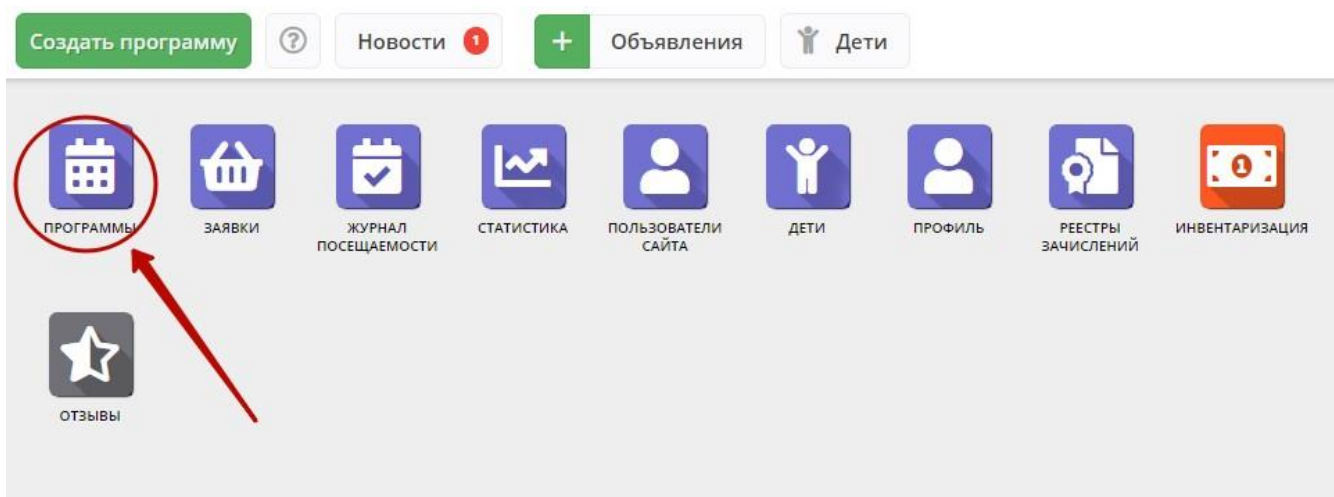 Создать программу
?
Новости 1
+ Объявления
Дети
ПРОГРАММЫ
ЗАЯВКИ
ЖУРНАЛ
ПОСЕЩАЕМОСТИ
СТАТИСТИКА
ПОЛЬЗОВАТЕЛИ
САЙТА
ДЕТИ
ПРОФИЛЬ
РЕЕСТРЫ
ЗАЧИСЛЕНИЙ
1
ИНВЕНТАРИЗАЦИЯ
ОТЗЫВЫ